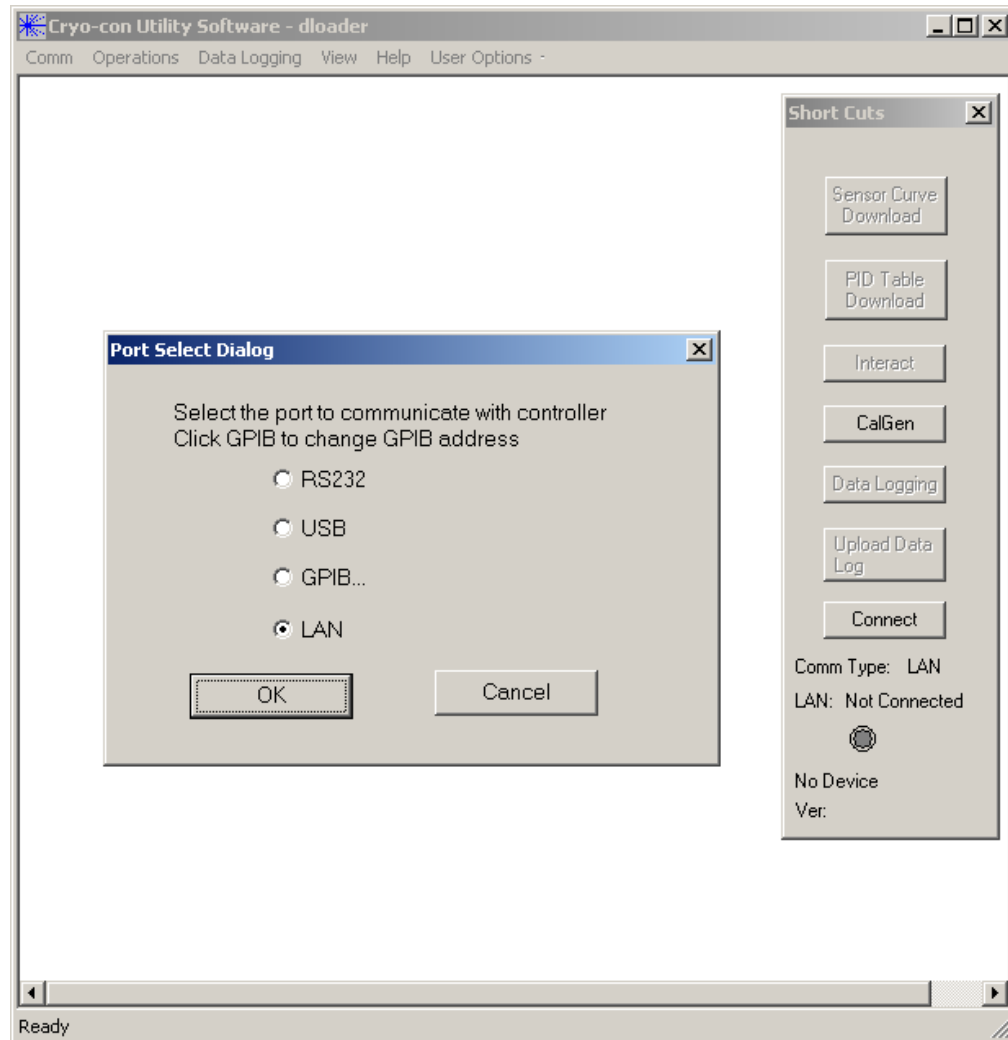 Cryo-con Utility Software - dloader
Comm Operations Data Logging View Help User Options -
Short Cuts
Sensor Curve
Download
PID Table
Download
Interact
CalGen
Data Logging
Upload Data
Log
Connect
Comm Type: LAN
LAN: Not Connected
No Device
Ver:
Port Select Dialog
Select the port to communicate with controller
Click GPIB to change GPIB address
RS232
USB
GPIB...
LAN
OK Cancel
Ready